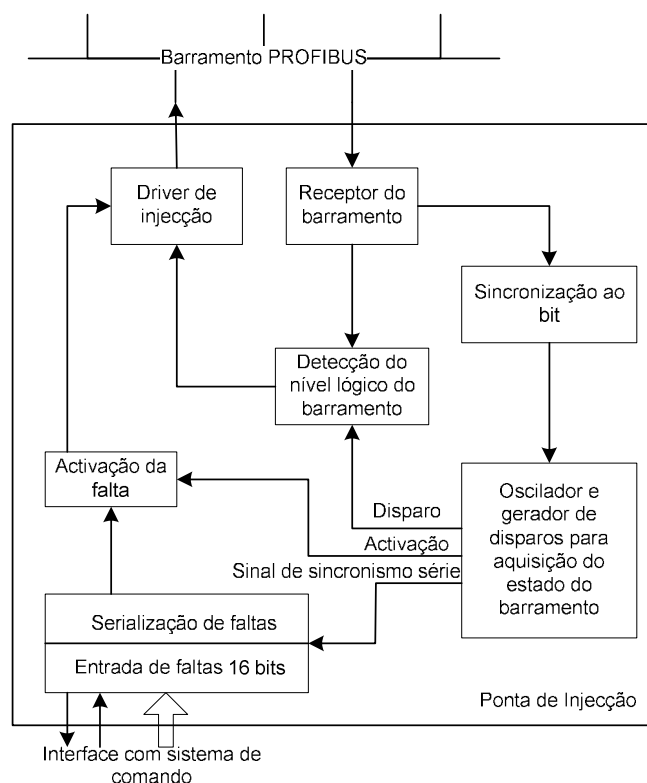 Barramento PROFIBUS
Driver de
injecção
Receptor do
barramento
Sincronização ao
bit
Detecção do
nível lógico do
barramento
Activação da
falta
Oscilador e
gerador de
disparos para
aquisição do
estado do
barramento
Disparo
Activação
Sinal de sincronismo série
Serialização de faltas
Entrada de faltas 16 bits
Ponta de Injecção
Interface com sistema de
comando